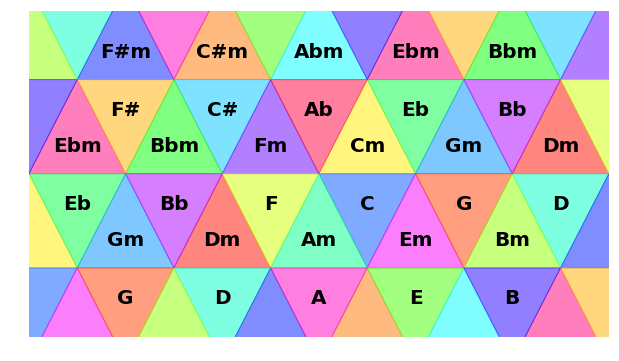 F#m C#m Abm Ebm Bbm
F# C# Ab Eb Bb
Ebm Bbm Fm Cm Gm Dm
Eb Bb F C G D
Gm Dm Am Em Bm
G D A E B